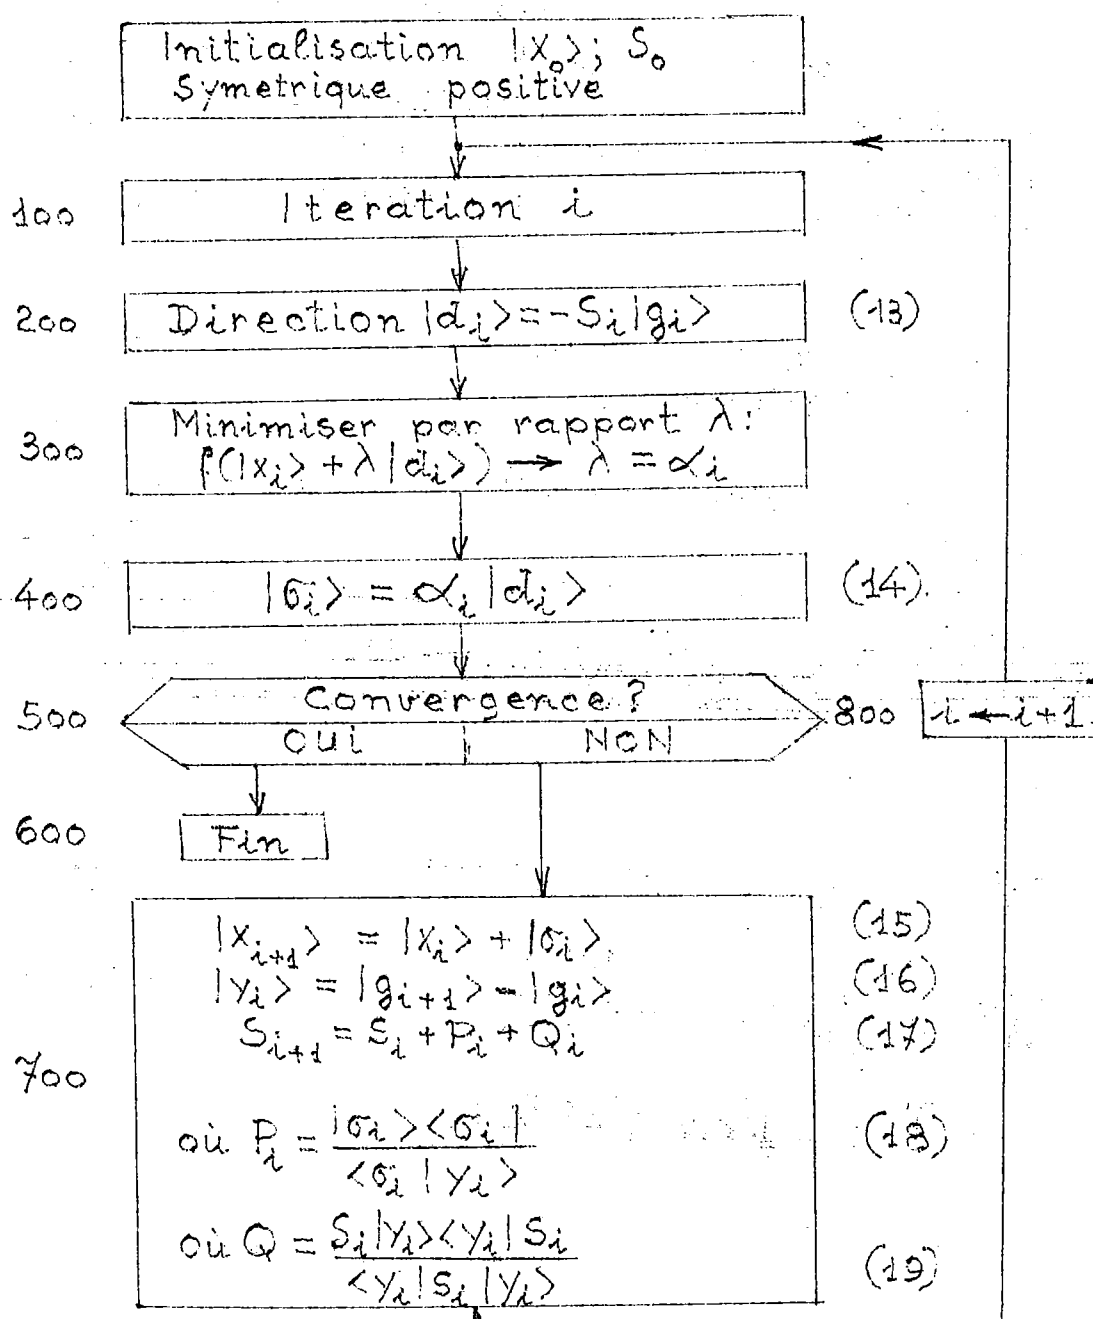 Initialisation |X₀⟩; S₀
Symetrique positive
100 Iteration i
200 Direction |dᵢ⟩ = -Sᵢ|gᵢ⟩ (13)
300 Minimiser par rapport λ:
f(|xᵢ⟩ + λ|dᵢ⟩) → λ = αᵢ
400 |σᵢ⟩ = αᵢ|dᵢ⟩ (14)
500 Convergence ?
OUI NON
800 i ← i+1
600 Fin
700
|xᵢ₊₁⟩ = |xᵢ⟩ + |σᵢ⟩ (15)
|yᵢ⟩ = |gᵢ₊₁⟩ - |gᵢ⟩ (16)
Sᵢ₊₁ = Sᵢ + Pᵢ + Qᵢ (17)
où Pᵢ = |σᵢ⟩⟨σᵢ| / ⟨σᵢ|yᵢ⟩ (18)
où Q = Sᵢ|yᵢ⟩⟨yᵢ|Sᵢ / ⟨yᵢ|Sᵢ|yᵢ⟩ (19)